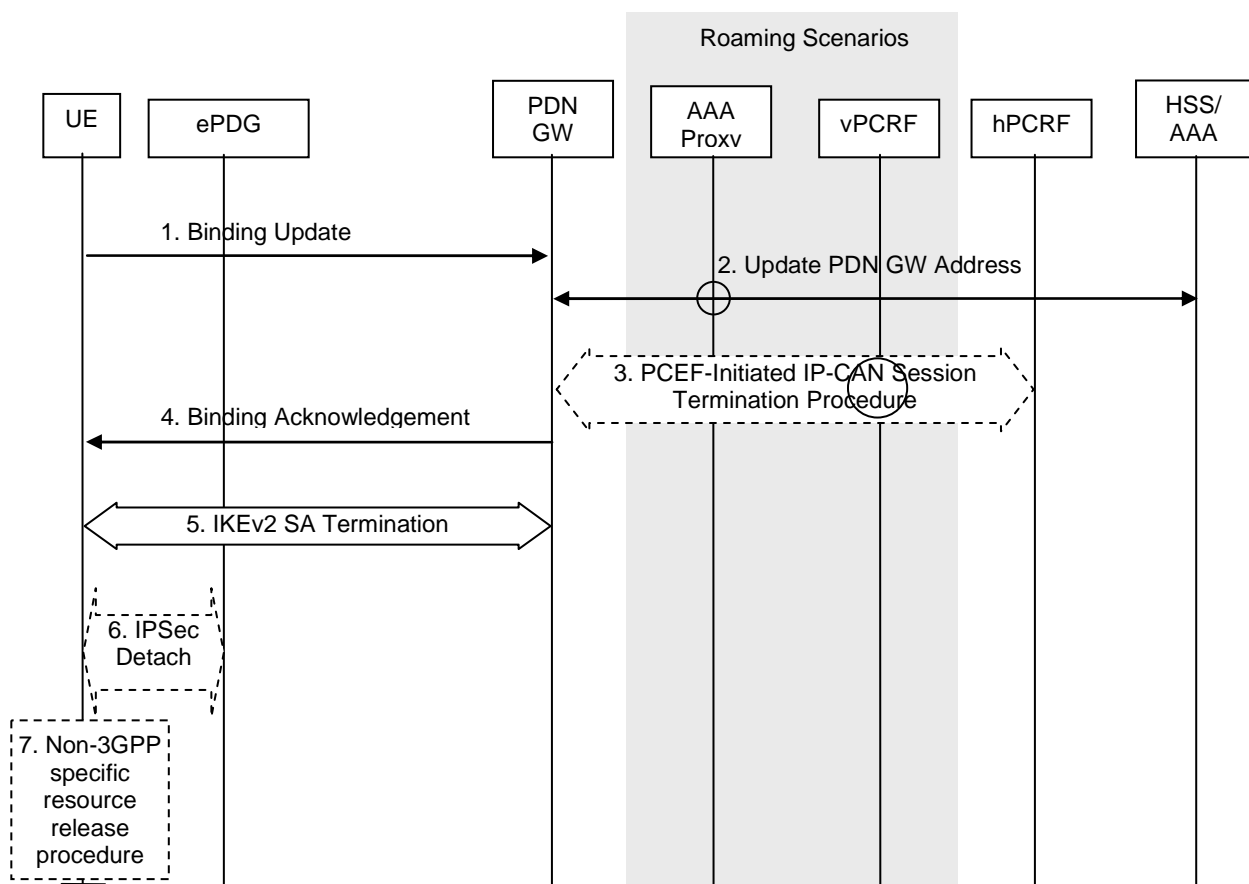 Roaming Scenarios
UE
ePDG
PDN
GW
AAA
Proxy
vPCRF
hPCRF
HSS/
AAA
1. Binding Update
2. Update PDN GW Address
3. PCEF-Initiated IP-CAN Session
Termination Procedure
4. Binding Acknowledgement
5. IKEv2 SA Termination
6. IPSec
Detach
7. Non-3GPP
specific
resource
release
procedure